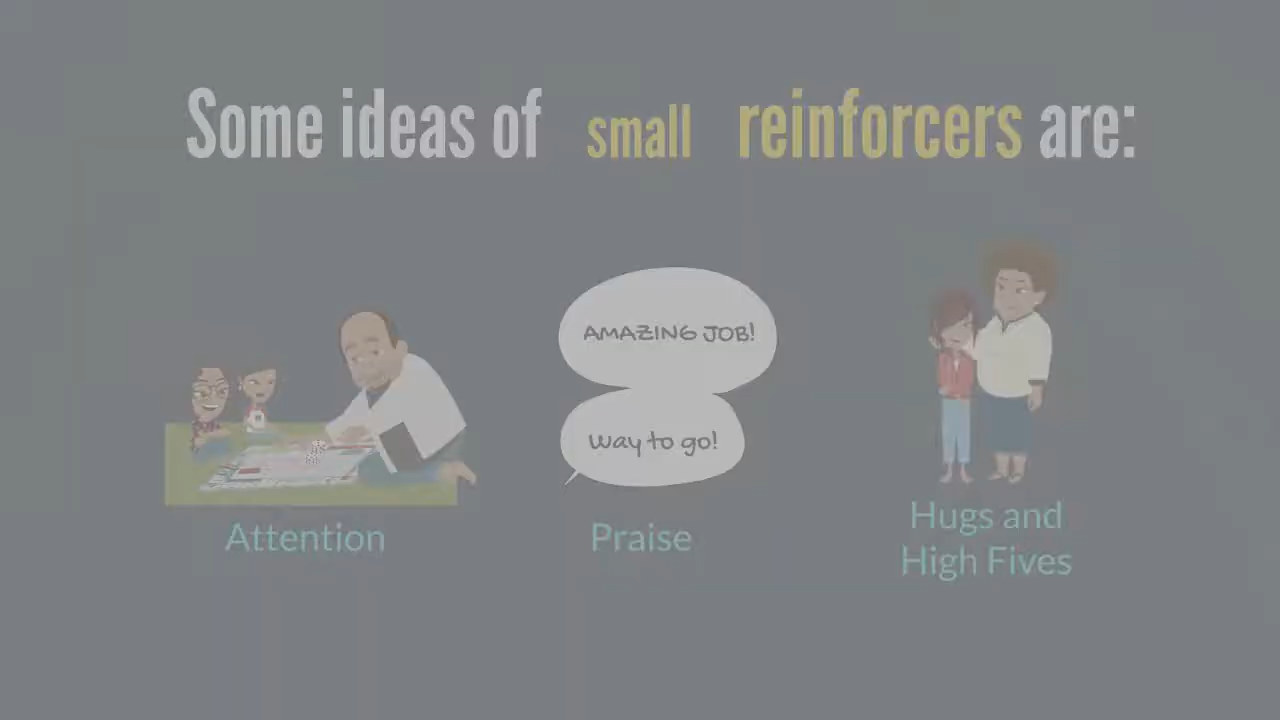 Some ideas of small reinforcers are:
AMAZING JOB!
Way to go!
Attention
Praise
Hugs and
High Fives